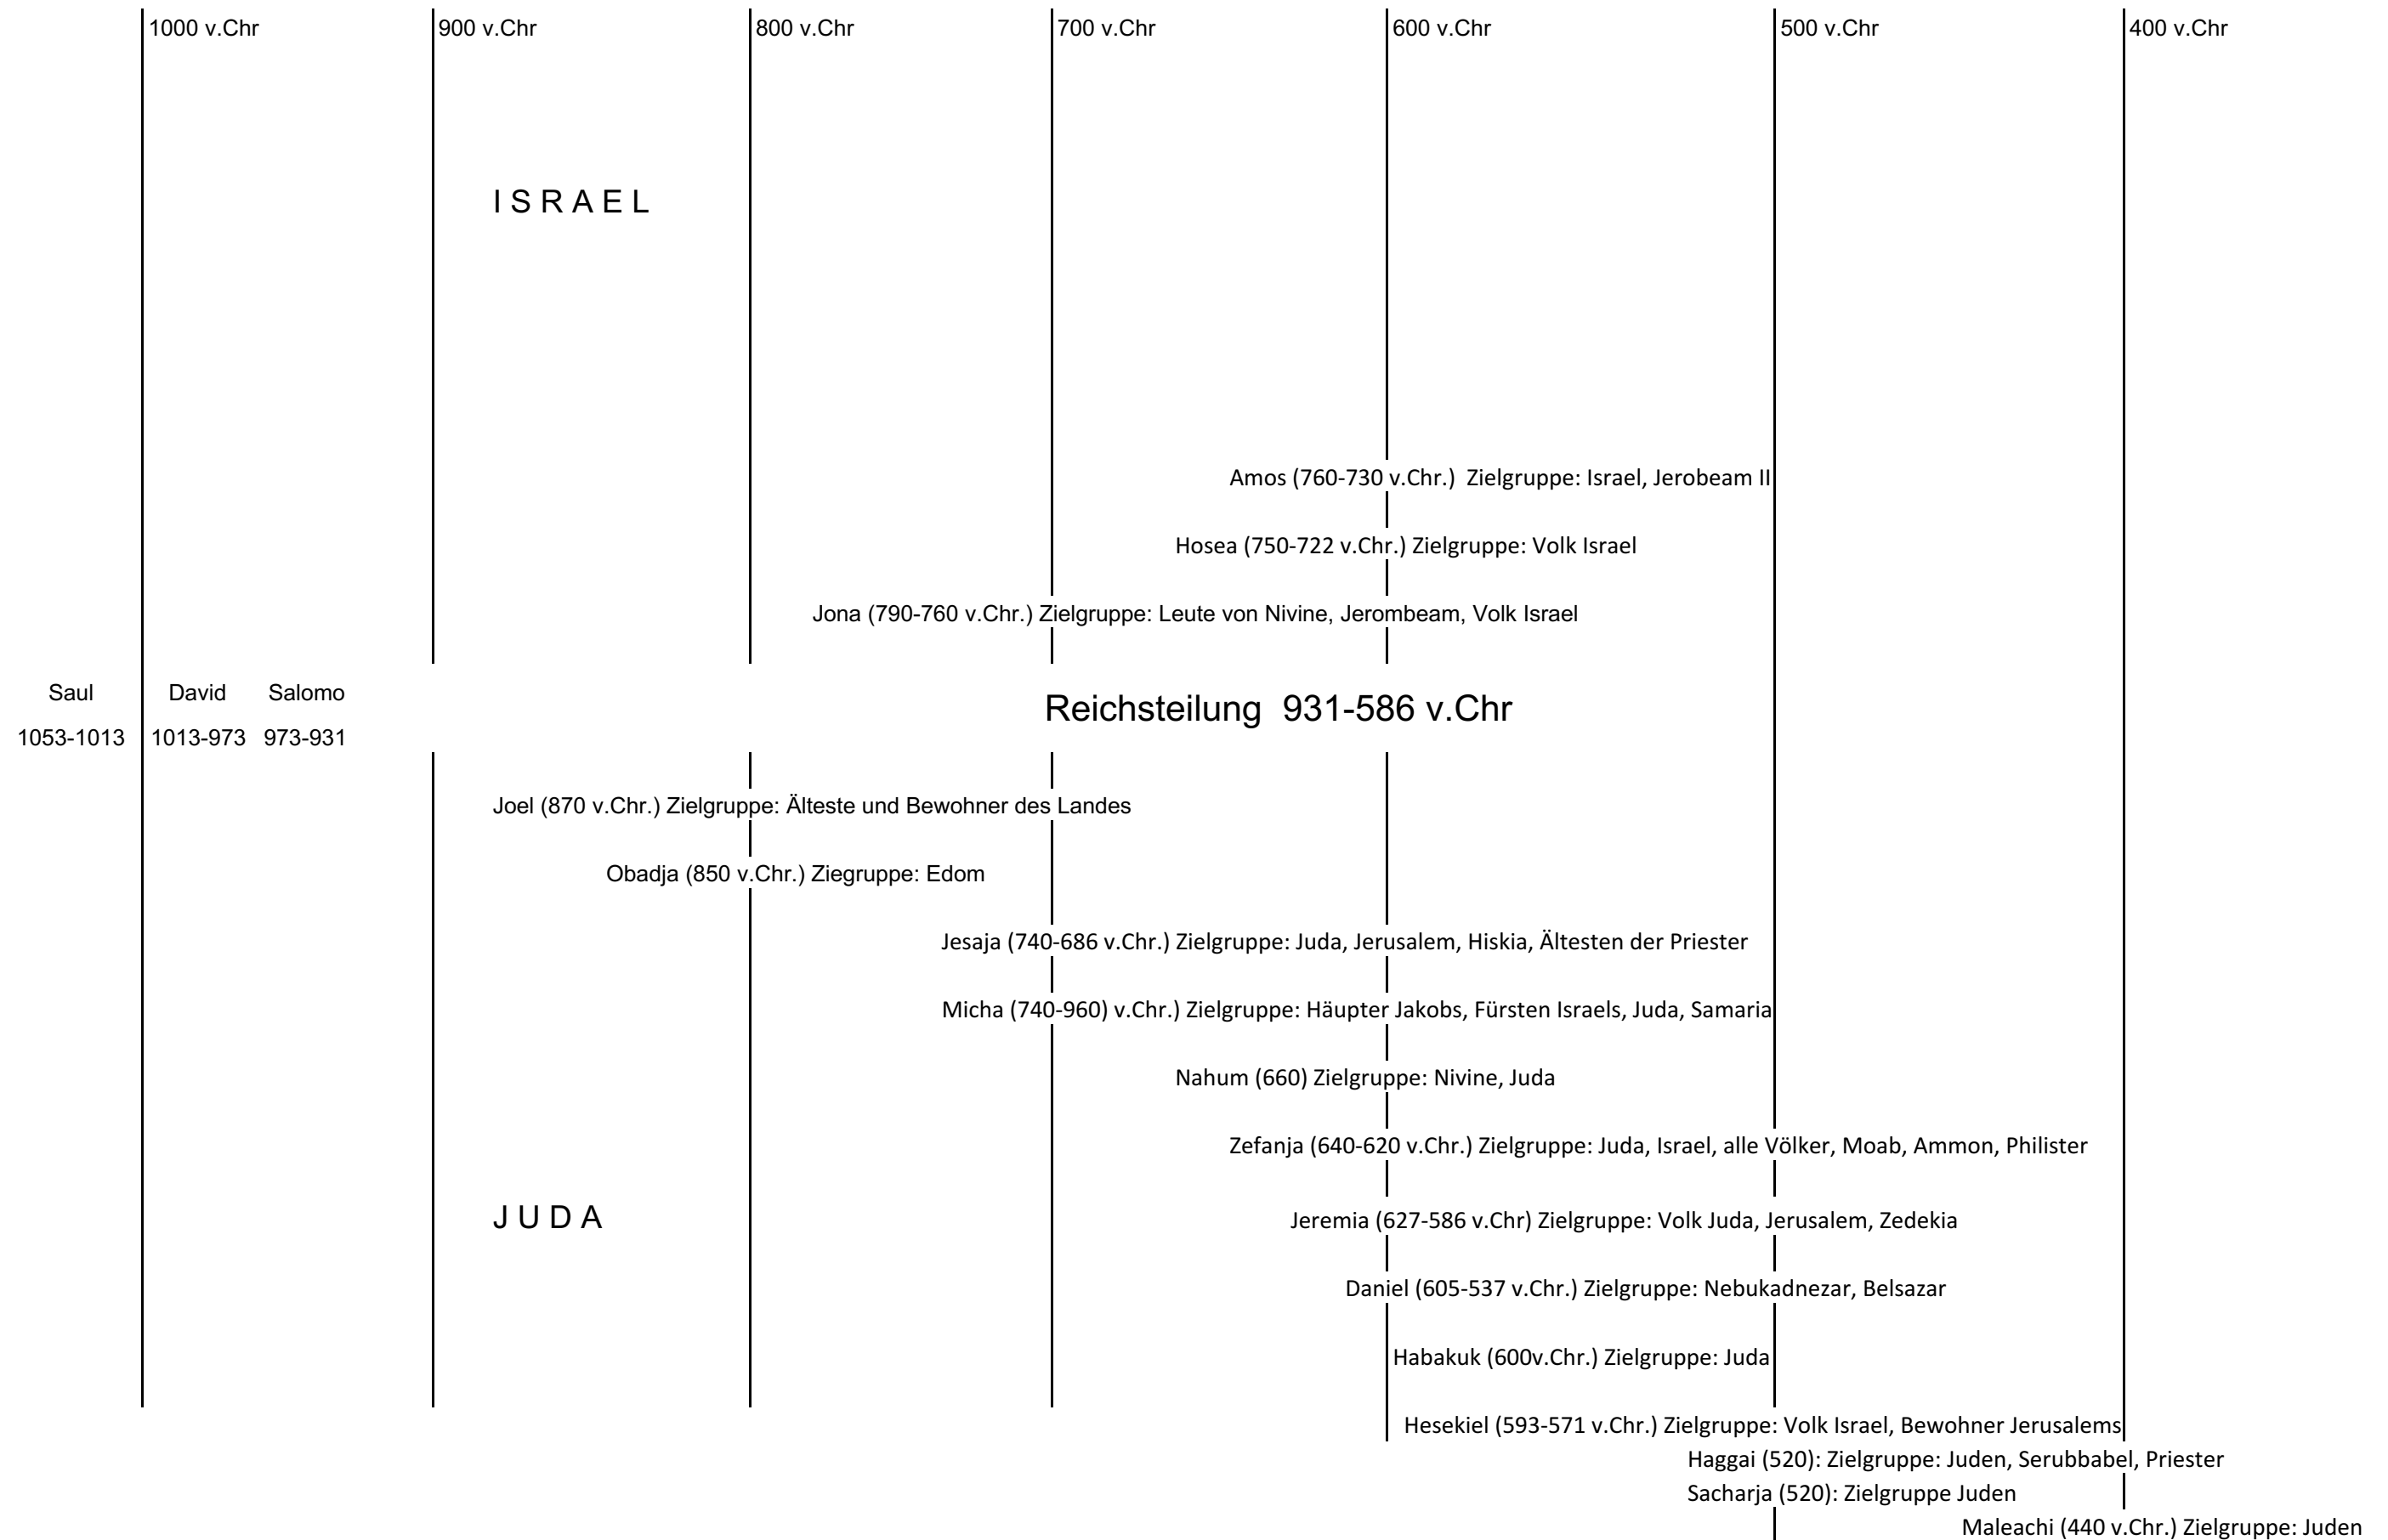 1000 v.Chr 900 v.Chr 800 v.Chr 700 v.Chr 600 v.Chr 500 v.Chr 400 v.Chr
I S R A E L
Amos (760-730 v.Chr.)  Zielgruppe: Israel, Jerobeam II
Hosea (750-722 v.Chr.) Zielgruppe: Volk Israel
Jona (790-760 v.Chr.) Zielgruppe: Leute von Nivine, Jerombeam, Volk Israel
Saul David Salomo
Reichsteilung  931-586 v.Chr
1053-1013 1013-973 973-931
Joel (870 v.Chr.) Zielgruppe: Älteste und Bewohner des Landes
Obadja (850 v.Chr.) Ziegruppe: Edom
Jesaja (740-686 v.Chr.) Zielgruppe: Juda, Jerusalem, Hiskia, Ältesten der Priester
Micha (740-960) v.Chr.) Zielgruppe: Häupter Jakobs, Fürsten Israels, Juda, Samaria
Nahum (660) Zielgruppe: Nivine, Juda
Zefanja (640-620 v.Chr.) Zielgruppe: Juda, Israel, alle Völker, Moab, Ammon, Philister
J U D A
Jeremia (627-586 v.Chr) Zielgruppe: Volk Juda, Jerusalem, Zedekia
Daniel (605-537 v.Chr.) Zielgruppe: Nebukadnezar, Belsazar
Habakuk (600v.Chr.) Zielgruppe: Juda
Hesekiel (593-571 v.Chr.) Zielgruppe: Volk Israel, Bewohner Jerusalems
Haggai (520): Zielgruppe: Juden, Serubbabel, Priester
Sacharja (520): Zielgruppe Juden
Maleachi (440 v.Chr.) Zielgruppe: Juden